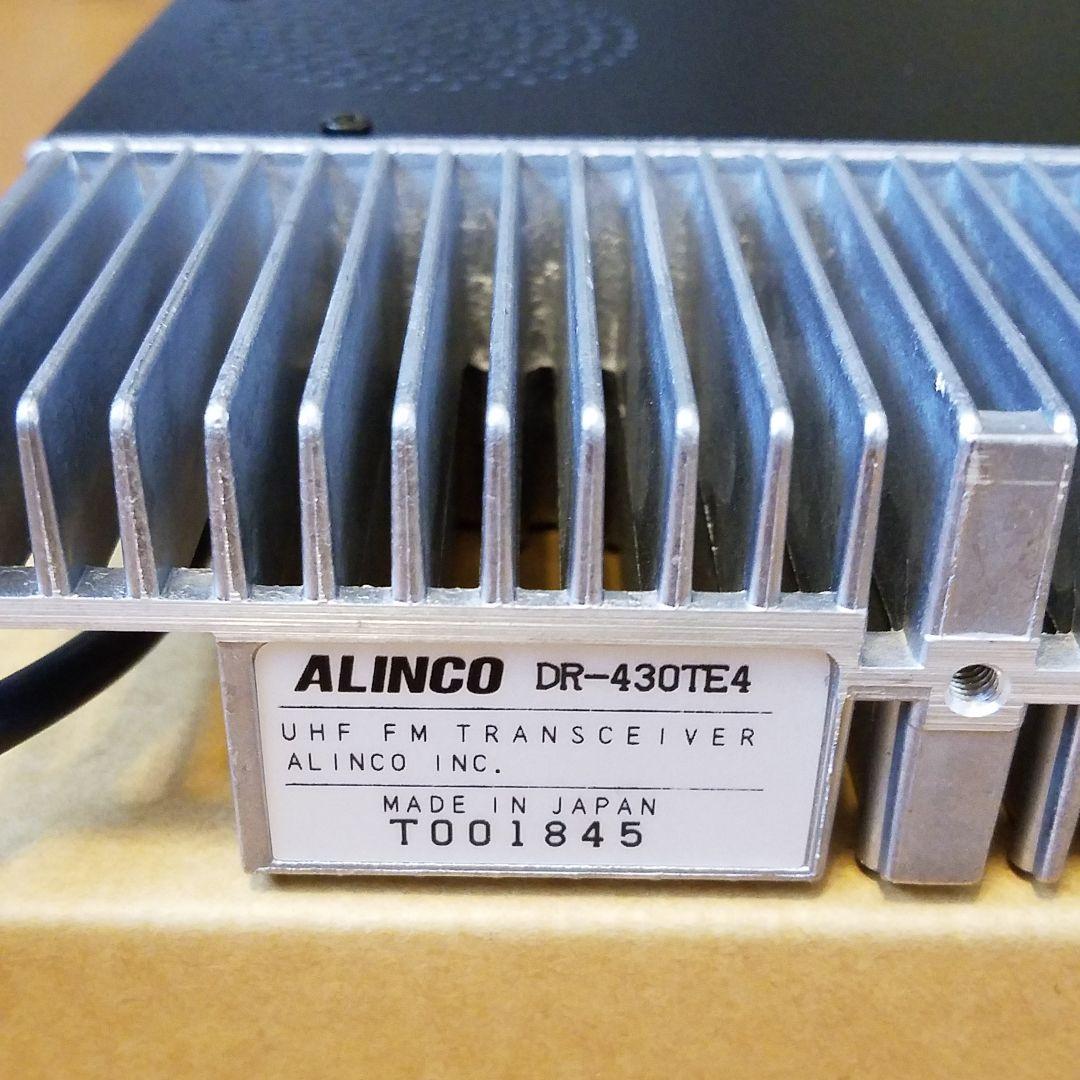 ALINCO DR-430TE4
UHF FM TRANSCEIVER
ALINCO INC.
MADE IN JAPAN
T001845